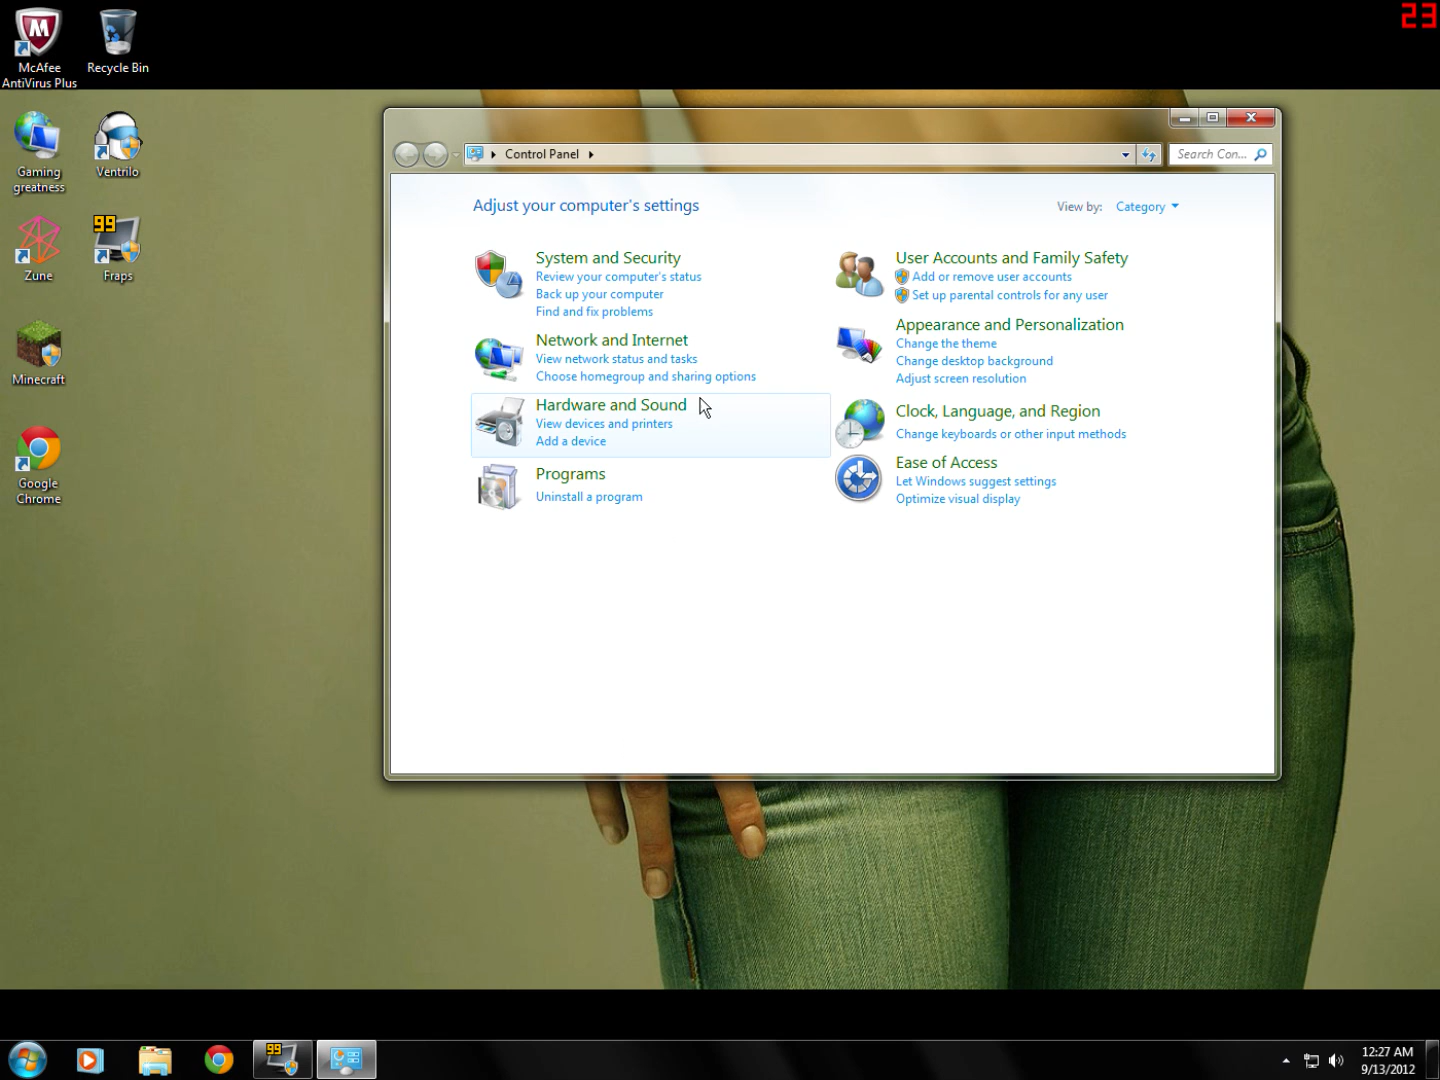 23
McAfee
AntiVirus Plus
Recycle Bin
Gaming
greatness
Ventrilo
Zune
99
Fraps
Minecraft
Google
Chrome
Control Panel
Search Con...
Adjust your computer's settings
View by:
Category
System and Security
Review your computer's status
Back up your computer
Find and fix problems
Network and Internet
View network status and tasks
Choose homegroup and sharing options
Hardware and Sound
View devices and printers
Add a device
Programs
Uninstall a program
User Accounts and Family Safety
Add or remove user accounts
Set up parental controls for any user
Appearance and Personalization
Change the theme
Change desktop background
Adjust screen resolution
Clock, Language, and Region
Change keyboards or other input methods
Ease of Access
Let Windows suggest settings
Optimize visual display
99
12:27 AM
9/13/2012